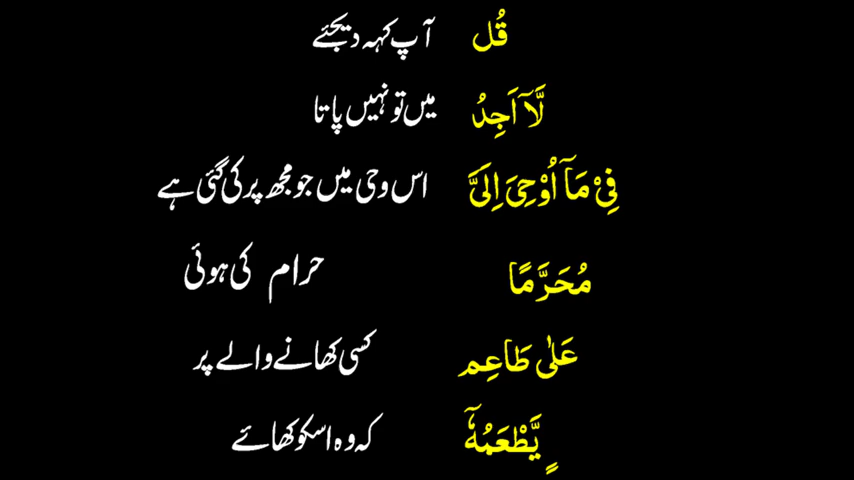 قُل آپ کہہ دیجئے
لَّاۤ اَجِدُ میں تو نہیں پاتا
فِیْ مَاۤ اُوْحِیَ اِلَیَّ اس وحی میں جو مجھ پر کی گئی ہے
مُحَرَّمًا حرام کی ہوئی
عَلٰی طَاعِم کسی کھانے والے پر
ٍ یَّطْعَمُهٗۤ کہ وہ اسکو کھائے